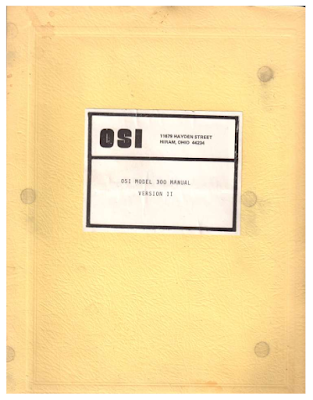 OSI
11679 HAYDEN STREET
HIRAM, OHIO 44234
OSI MODEL 300 MANUAL
VERSION II